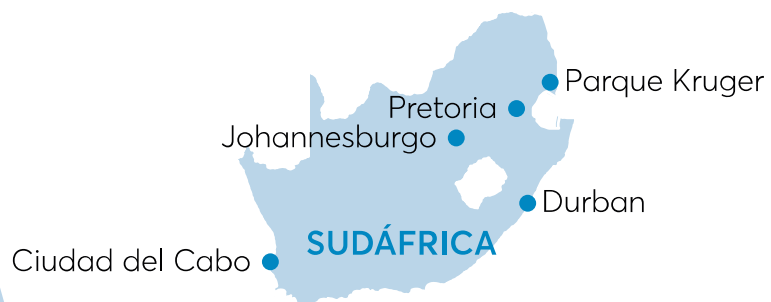 Parque Kruger
Pretoria
Johannesburgo
Durban
SUDÁFRICA
Ciudad del Cabo